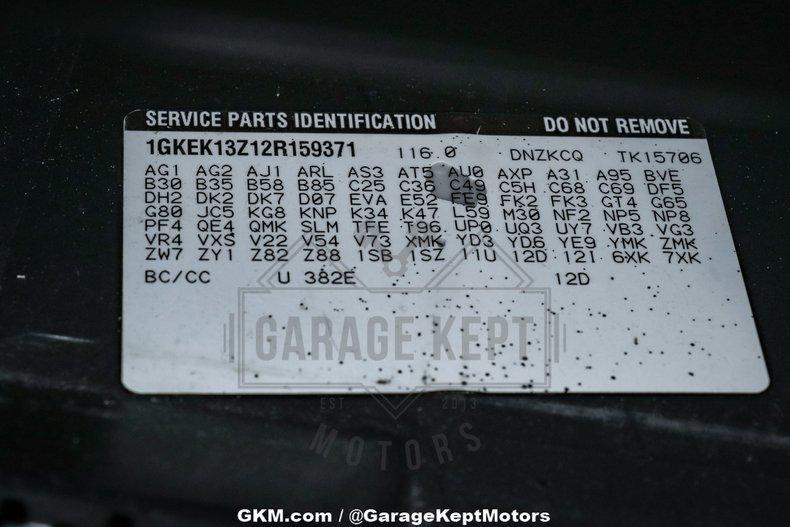 SERVICE PARTS IDENTIFICATION DO NOT REMOVE
1GKEK13Z12R159371 116.0 DNZKCQ TK15706
AG1 AG2 AJ1 ARL AS3 AT5 AU0 AXP A31 A95 BVE
B30 B35 B58 B85 C25 C36 C49 C5H C68 C69 DF5
DH2 DK2 DK7 D07 EVA E52 FE9 FK2 FK3 GT4 G65
G80 JC5 KG8 KNP K34 K47 L59 M30 NF2 NP5 NP8
PF4 QE4 QMK SLM TFE T96 UP0 UQ3 UY7 VB3 VG3
VR4 VXS V22 V54 V73 XMK YD3 YD6 YE9 YMK ZMK
ZW7 ZY1 Z82 Z88 1SB 1SZ 11U 12D 12I 6XK 7XK
BC/CC U 382E 12D
GARAGE KEPT
EST. 2013
MOTORS
GKM.com / @GarageKeptMotors